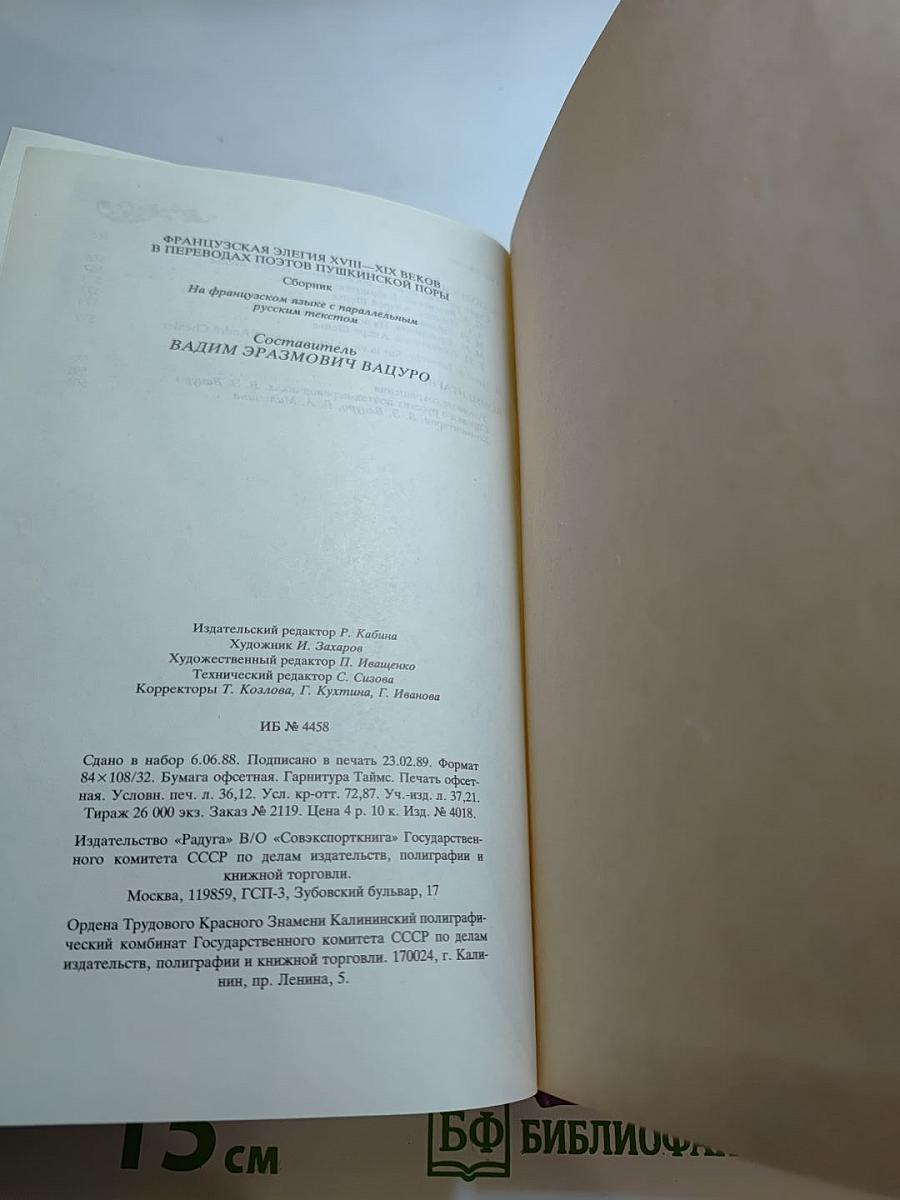 ФРАНЦУЗСКАЯ ЭЛЕГИЯ XVIII—XIX ВЕКОВ
В ПЕРЕВОДАХ ПОЭТОВ ПУШКИНСКОЙ ПОРЫ
Сборник
На французском языке с параллельным
русским текстом
Составитель
ВАДИМ ЭРАЗМОВИЧ ВАЦУРО
Издательский редактор Р. Кабина
Художник И. Захаров
Художественный редактор П. Иващенко
Технический редактор С. Сизова
Корректоры Т. Козлова, Г. Кухтина, Г. Иванова
ИБ № 4458
Сдано в набор 6.06.88. Подписано в печать 23.02.89. Формат
84×108/32. Бумага офсетная. Гарнитура Таймс. Печать офсет-
ная. Условн. печ. л. 36,12. Усл. кр-отт. 72,87. Уч.-изд. л. 37,21.
Тираж 26 000 экз. Заказ № 2119. Цена 4 р. 10 к. Изд. № 4018.
Издательство «Радуга» В/О «Совэкспорткнига» Государствен-
ного комитета СССР по делам издательств, полиграфии и
книжной торговли.
Москва, 119859, ГСП-3, Зубовский бульвар, 17
Ордена Трудового Красного Знамени Калининский полиграфи-
ческий комбинат Государственного комитета СССР по делам
издательств, полиграфии и книжной торговли. 170024, г. Кали-
нин, пр. Ленина, 5.
15 см
БФ БИБЛИОФА